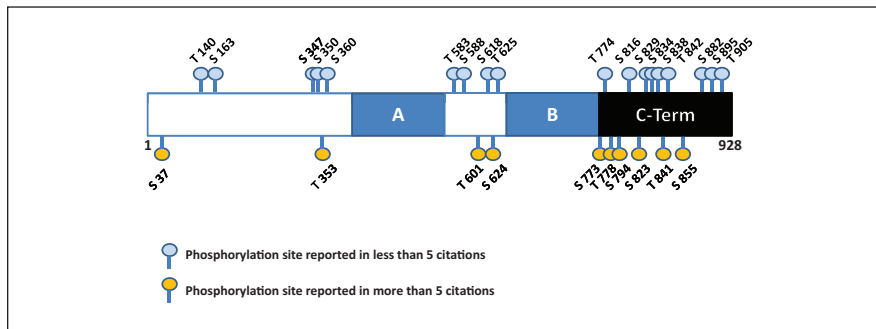 T 140 S 163 S 347 S 350 S 360 T 583 S 588 S 618 T 625 T 774 S 816 S 829 S 834 S 838 T 842 S 882 S 895 T 905
A B C-Term
1 928
S 37 T 353 T 601 S 624 S 773 T 778 S 794 S 823 T 841 S 855
Phosphorylation site reported in less than 5 citations
Phosphorylation site reported in more than 5 citations